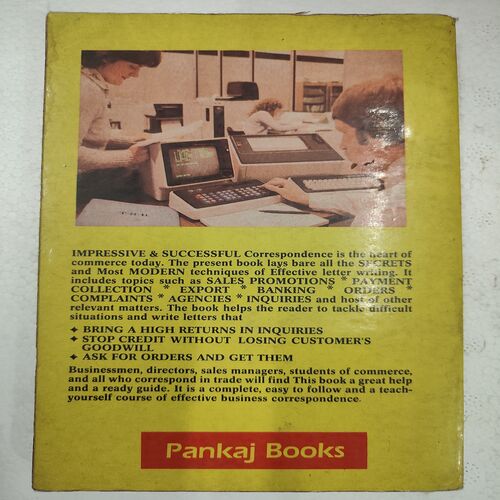 IMPRESSIVE & SUCCESSFUL Correspondence is the heart of
commerce today. The present book lays bare all the SECRETS
and Most MODERN techniques of Effective letter writing. It
includes topics such as SALES PROMOTIONS * PAYMENT
COLLECTION * EXPORT * BANKING * ORDERS *
COMPLAINTS * AGENCIES * INQUIRIES and host of other
relevant matters. The book helps the reader to tackle difficult
situations and write letters that
✦ BRING A HIGH RETURNS IN INQUIRIES
✦ STOP CREDIT WITHOUT LOSING CUSTOMER'S
GOODWILL
✦ ASK FOR ORDERS AND GET THEM
Businessmen, directors, sales managers, students of commerce,
and all who correspond in trade will find This book a great help
and a ready guide. It is a complete, easy to follow and a teach-
yourself course of effective business correspondence.
Pankaj Books